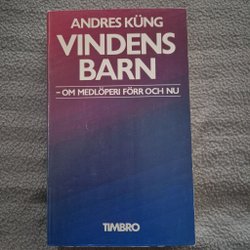 ANDRES KÜNG
VINDENS
BARN
– OM MEDLÖPERI FÖRR OCH NU
TIMBRO